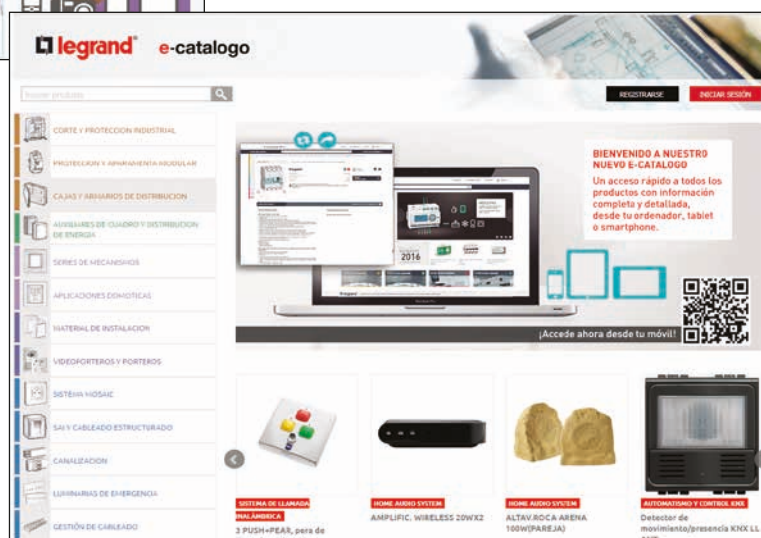 legrand®
e-catalogo
buscar producto
REGISTRARSE
INICIAR SESIÓN
CORTE Y PROTECCION INDUSTRIAL
PROTECCION Y APARAMENTA MODULAR
CAJAS Y ARMARIOS DE DISTRIBUCION
AUXILIARES DE CUADRO Y DISTRIBUCION
DE ENERGIA
SERIES DE MECANISMOS
APLICACIONES DOMOTICAS
MATERIAL DE INSTALACION
VIDEOPORTEROS Y PORTEROS
SISTEMA MOSAIC
SAI Y CABLEADO ESTRUCTURADO
CANALIZACION
LUMINARIAS DE EMERGENCIA
GESTIÓN DE CABLEADO
2016
BIENVENIDO A NUESTRO
NUEVO E-CATALOGO
Un acceso rápido a todos los
productos con información
completa y detallada,
desde tu ordenador, tablet
o smartphone.
¡Accede ahora desde tu móvil!
SISTEMA DE LLAMADA
INALÁMBRICA
3 PUSH+PEAR, pera de
HOME AUDIO SYSTEM
AMPLIFIC. WIRELESS 20WX2
HOME AUDIO SYSTEM
ALTAV.ROCA ARENA
100W(PAREJA)
AUTOMATISMO Y CONTROL KNX
Detector de
movimiento/presencia KNX LL